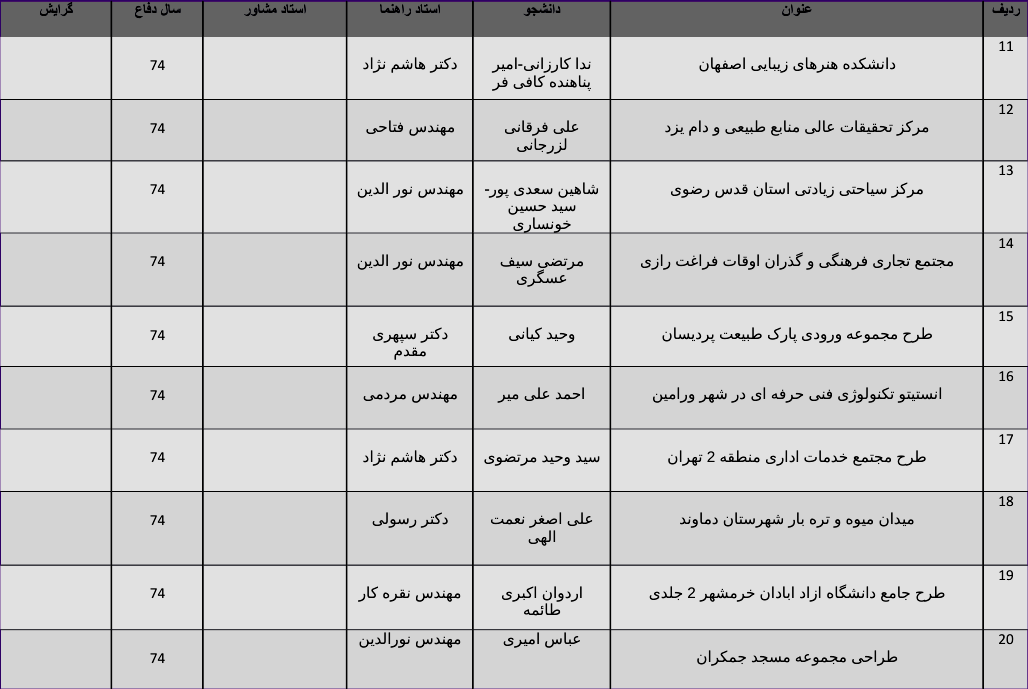 ردیف عنوان دانشجو استاد راهنما استاد مشاور سال دفاع گرایش
11 دانشکده هنرهای زیبایی اصفهان ندا کارزانی-امیر دکتر هاشم نژاد 74
پناهنده کافی فر
12 مرکز تحقیقات عالی منابع طبیعی و دام یزد علی فرقانی مهندس فتاحی 74
لزرجانی
13 مرکز سیاحتی زیادتی استان قدس رضوی شاهین سعدی پور- مهندس نور الدین 74
سید حسین
خونساری
14 مجتمع تجاری فرهنگی و گذران اوقات فراغت رازی مرتضی سیف مهندس نور الدین 74
عسگری
15 طرح مجموعه ورودی پارک طبیعت پردیسان وحید کیانی دکتر سپهری 74
مقدم
16 انستیتو تکنولوژی فنی حرفه ای در شهر ورامین احمد علی میر مهندس مردمی 74
17 طرح مجتمع خدمات اداری منطقه 2 تهران سید وحید مرتضوی دکتر هاشم نژاد 74
18 میدان میوه و تره بار شهرستان دماوند علی اصغر نعمت دکتر رسولی 74
الهی
19 طرح جامع دانشگاه ازاد ابادان خرمشهر 2 جلدی اردوان اکبری مهندس نقره کار 74
طائمه
20 طراحی مجموعه مسجد جمکران عباس امیری مهندس نورالدین 74